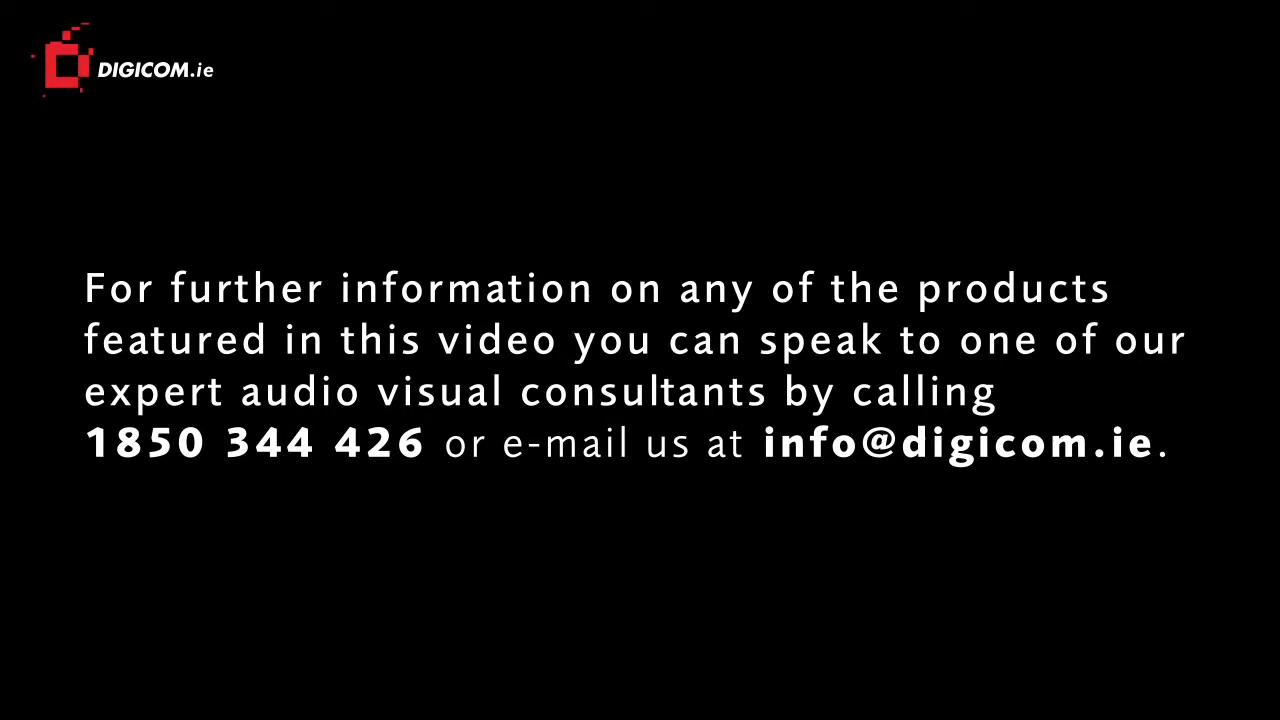 DIGICOM.ie
For further information on any of the products
featured in this video you can speak to one of our
expert audio visual consultants by calling
1850 344 426 or e-mail us at info@digicom.ie.